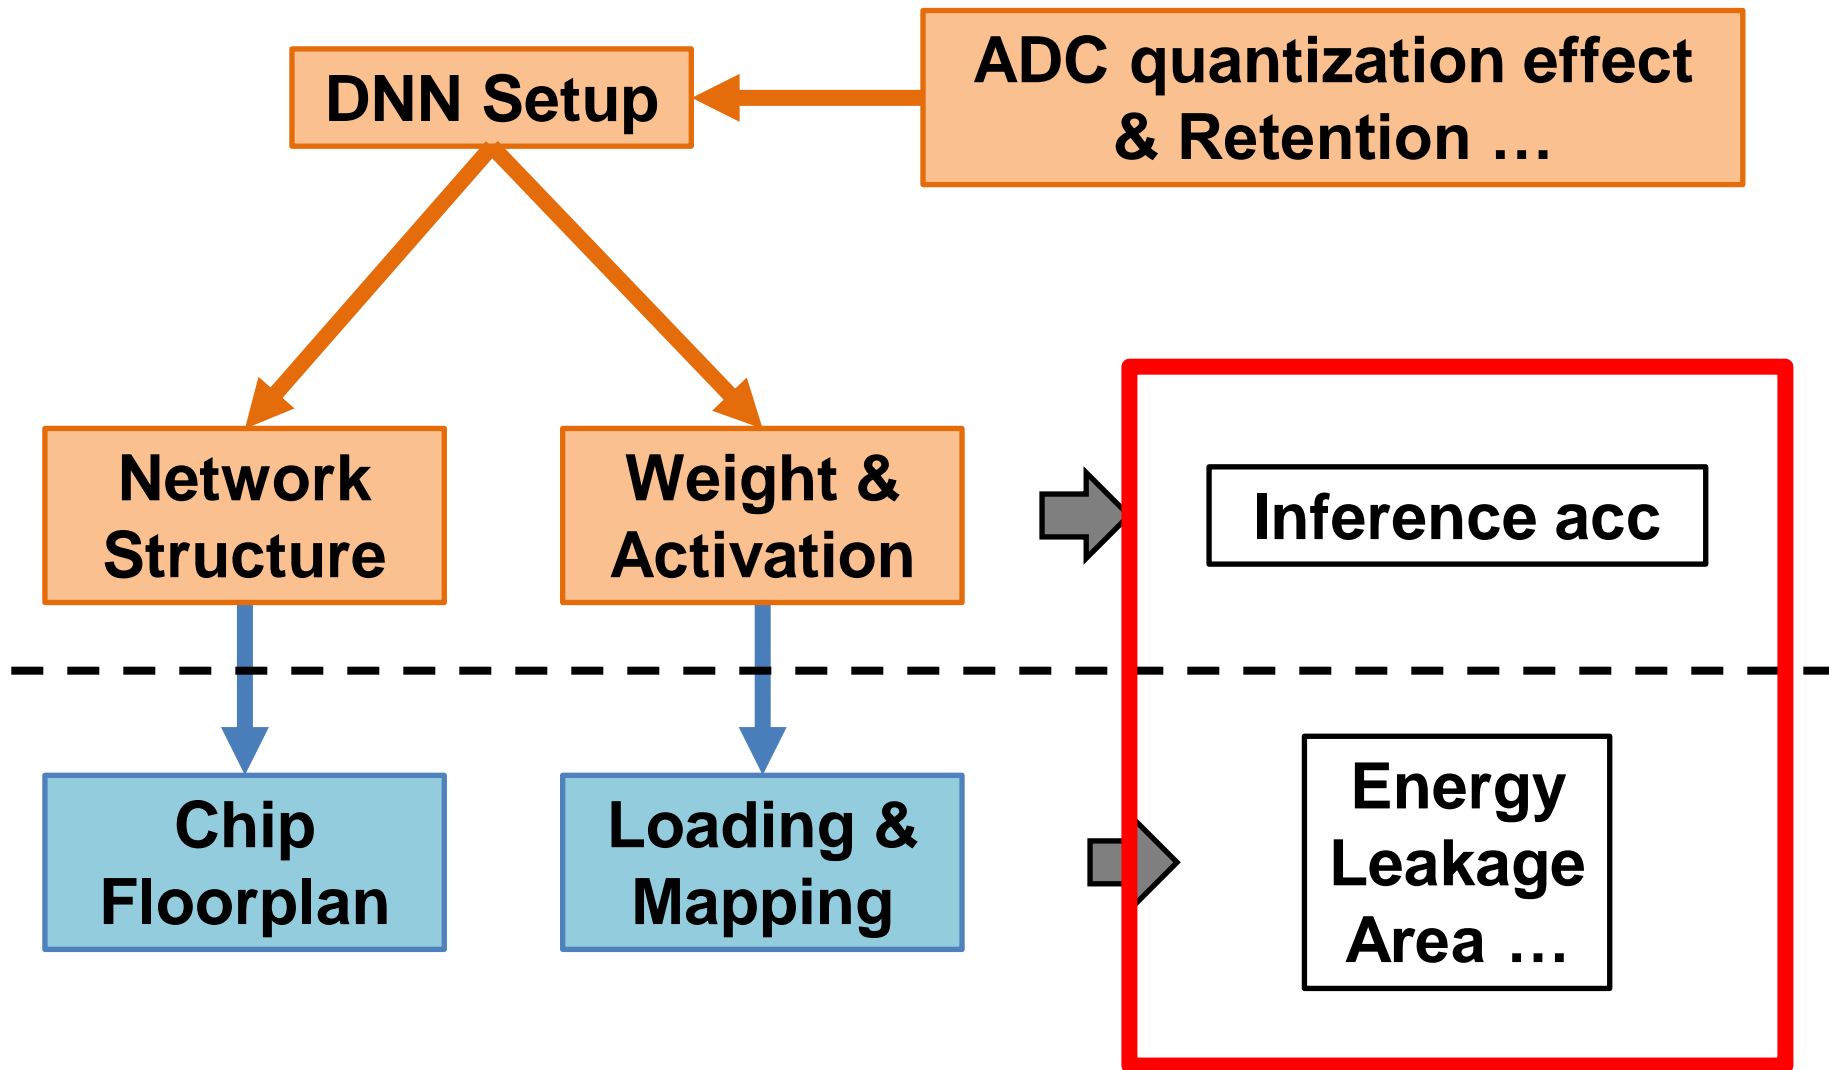 DNN Setup
ADC quantization effect
& Retention …
Network
Structure
Weight &
Activation
Inference acc
Chip
Floorplan
Loading &
Mapping
Energy
Leakage
Area …